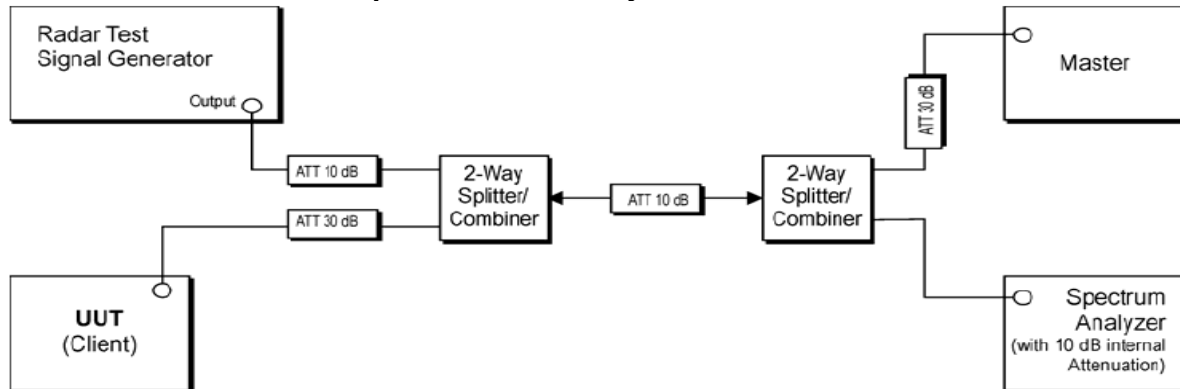 Radar Test
Signal Generator
Output
ATT 10 dB
ATT 30 dB
2-Way
Splitter/
Combiner
ATT 10 dB
2-Way
Splitter/
Combiner
ATT 30 dB
Master
UUT
(Client)
Spectrum
Analyzer
(with 10 dB internal
Attenuation)